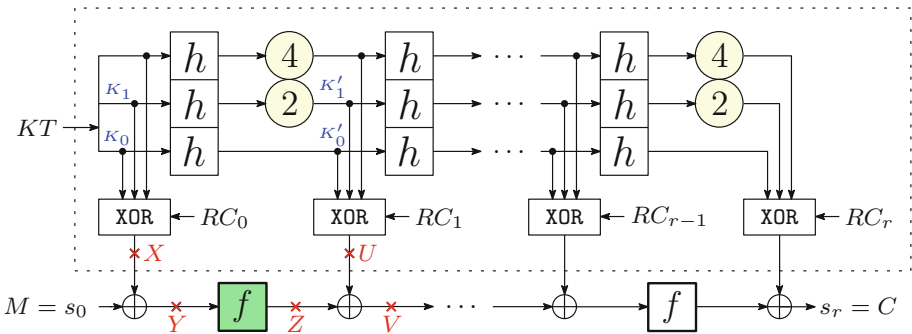 h 4 h ··· h 4
K₁ h 2 K′₁ h ··· h 2
KT K₀ h K′₀ h ··· h
XOR RC₀ XOR RC₁ XOR RCᵣ₋₁ XOR RCᵣ
X U
M = s₀ f ··· f sᵣ = C
Y Z V